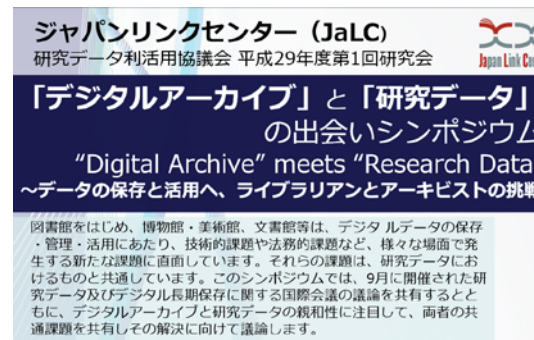 ジャパンリンクセンター（JaLC）
研究データ利活用協議会 平成29年度第1回研究会
Japan Link
「デジタルアーカイブ」と「研究データ」
の出会いシンポジウム
“Digital Archive” meets “Research Data
～データの保存と活用へ、ライブラリアンとアーキビストの挑戦
図書館をはじめ、博物館・美術館、文書館等は、デジタ ルデータの保存
・管理・活用にあたり、技術的課題や法務的課題など、様々な場面で発
生する新たな課題に直面しています。それらの課題は、研究データにお
けるものと共通しています。このシンポジウムでは、9月に開催された研
究データ及びデジタル長期保存に関する国際会議の議論を共有するとと
もに、デジタルアーカイブと研究データの親和性に注目して、両者の共
通課題を共有しその解決に向けて議論します。